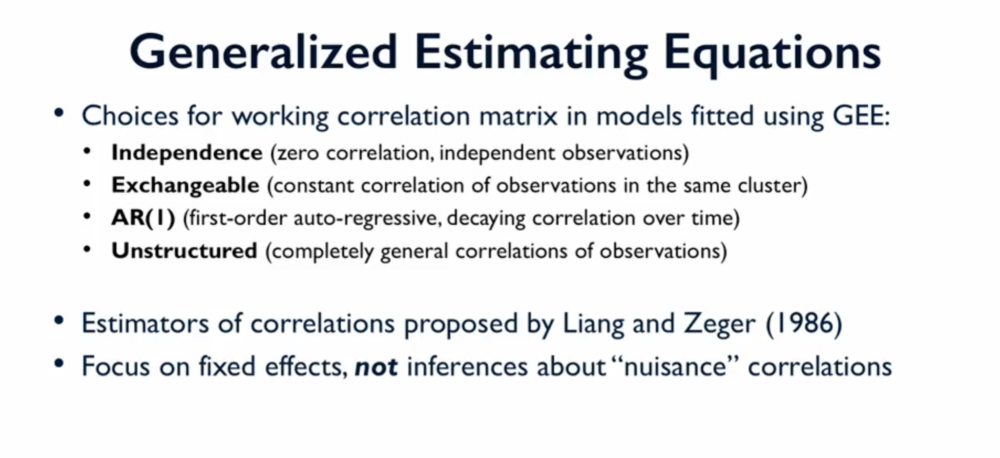 Generalized Estimating Equations
• Choices for working correlation matrix in models fitted using GEE:
• Independence (zero correlation, independent observations)
• Exchangeable (constant correlation of observations in the same cluster)
• AR(1) (first-order auto-regressive, decaying correlation over time)
• Unstructured (completely general correlations of observations)
• Estimators of correlations proposed by Liang and Zeger (1986)
• Focus on fixed effects, not inferences about “nuisance” correlations